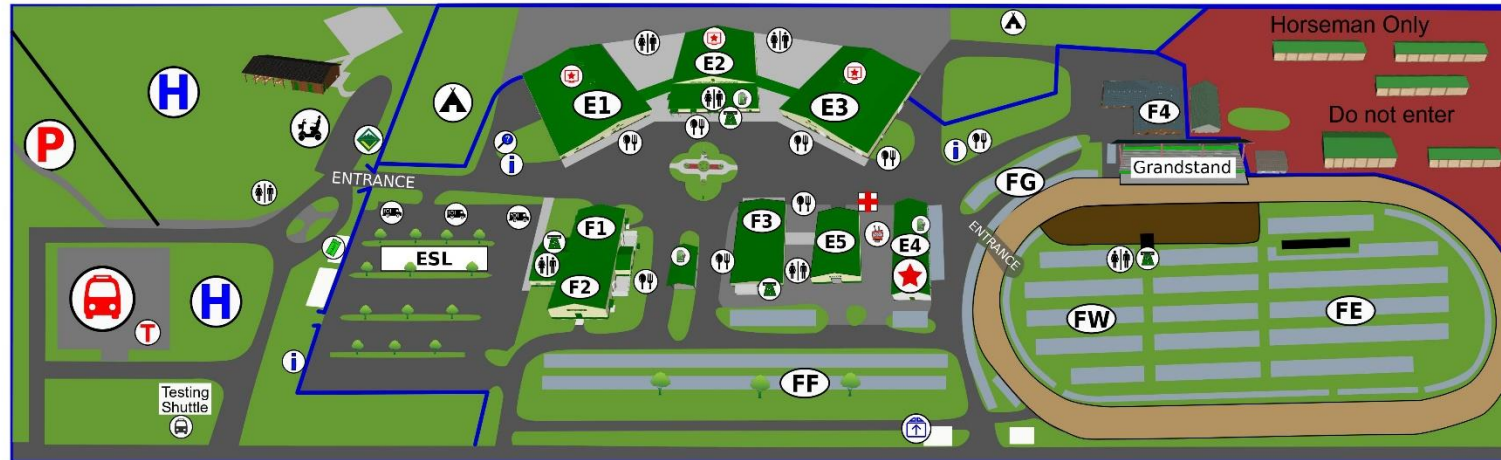 Horseman Only
H
E2
E1
E3
F4
Do not enter
P
i
i
Grandstand
ENTRANCE
FG
F1
F3
E5
E4
ENTRANCE
ESL
H
F2
FW
FE
T
i
FF
Testing
Shuttle